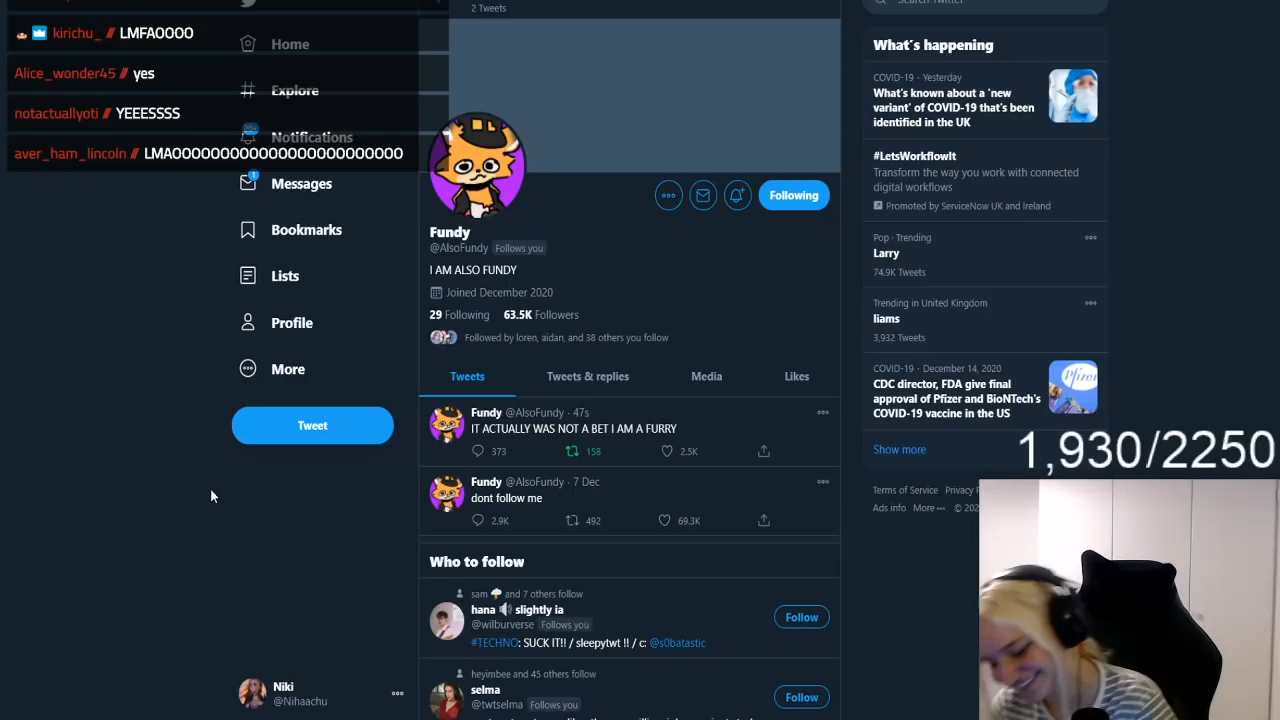 2 Tweets
kirichu_ // LMFAOOOO
Alice_wonder45 // yes
notactuallyoti // YEEESSSS
aver_ham_lincoln // LMAOOOOOOOOOOOOOOOOOOOOOOOO
Home
Explore
20+
Notifications
1
Messages
Bookmarks
Lists
Profile
More
Tweet
Niki
@Nihaachu
Following
Fundy
@AlsoFundy Follows you
I AM ALSO FUNDY
Joined December 2020
29 Following 63.5K Followers
Followed by loren, aidan, and 38 others you follow
Tweets Tweets & replies Media Likes
Fundy @AlsoFundy · 47s
IT ACTUALLY WAS NOT A BET I AM A FURRY
373 158 2.5K
Fundy @AlsoFundy · 7 Dec
dont follow me
2.9K 492 69.3K
Who to follow
sam and 7 others follow
hana slightly ia
@wilburverse Follows you
#TECHNO: SUCK IT!! / sleepytwt !! / c: @s0batastic
Follow
heyimbee and 45 others follow
selma
@twtselma Follows you
Follow
Search Twitter
What's happening
COVID-19 · Yesterday
What's known about a 'new
variant' of COVID-19 that's been
identified in the UK
#LetsWorkflowIt
Transform the way you work with connected
digital workflows
Promoted by ServiceNow UK and Ireland
Pop · Trending
Larry
74.9K Tweets
Trending in United Kingdom
liams
3,932 Tweets
COVID-19 · December 14, 2020
CDC director, FDA give final
approval of Pfizer and BioNTech's
COVID-19 vaccine in the US
Pfizer
Show more
1,930/2250
Terms of Service Privacy
Ads info More © 202